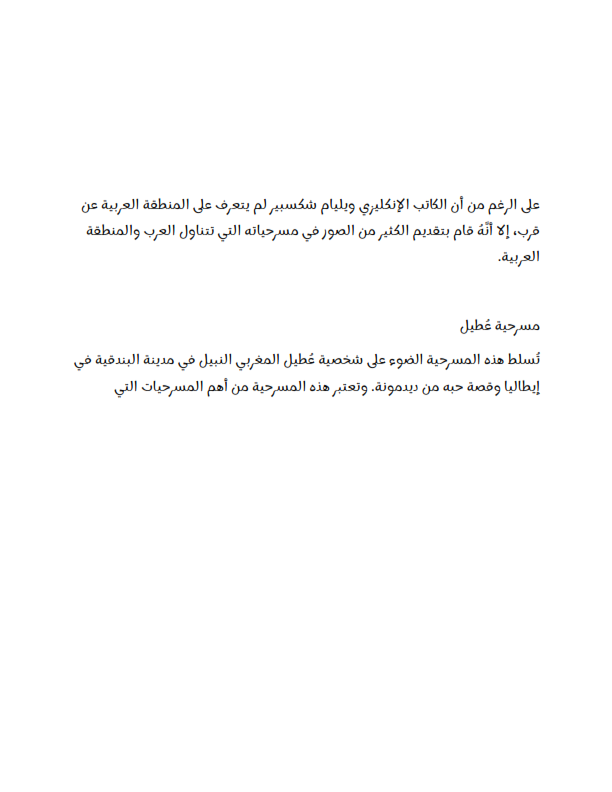 على الرغم من أن الكاتب الإنكليزي ويليام شكسبير لم يتعرف على المنطقة العربية عن
قرب، إلا أنّهُ قام بتقديم الكثير من الصور في مسرحياته التي تتناول العرب والمنطقة
العربية.
مسرحية عُطيل
تُسلط هذه المسرحية الضوء على شخصية عُطيل المغربي النبيل في مدينة البندقية في
إيطاليا وقصة حبه من ديدمونة. وتعتبر هذه المسرحية من أهم المسرحيات التي